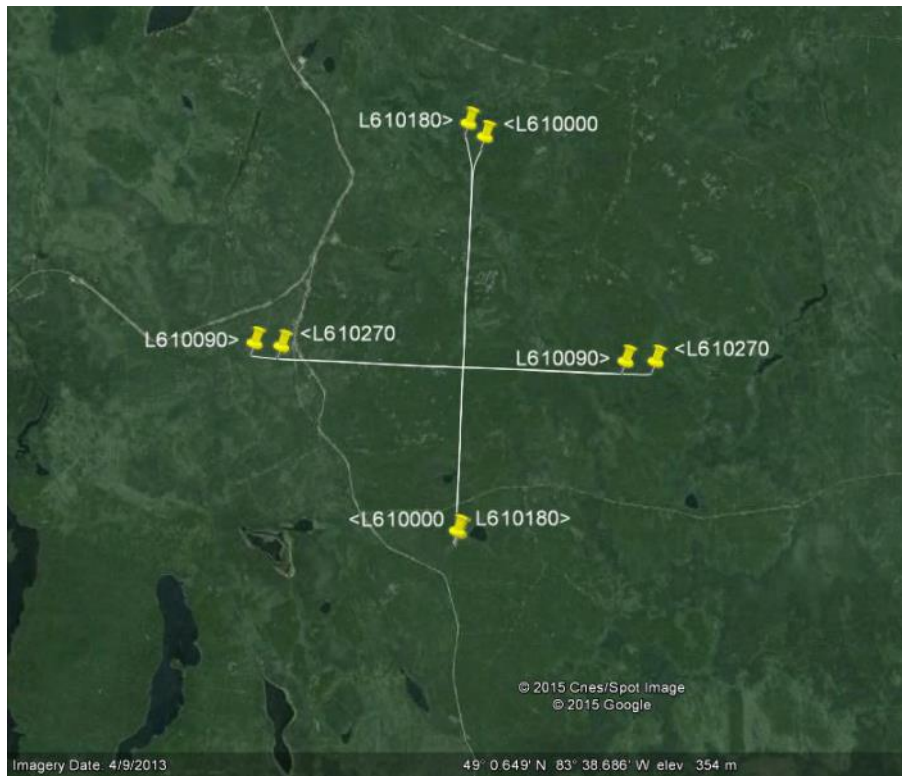 L610180> <L610000
L610090> <L610270
L610090> <L610270
<L610000 L610180>
© 2015 Cnes/Spot Image
© 2015 Google
Imagery Date: 4/9/2013 49° 0.649' N 83° 38.686' W elev 354 m